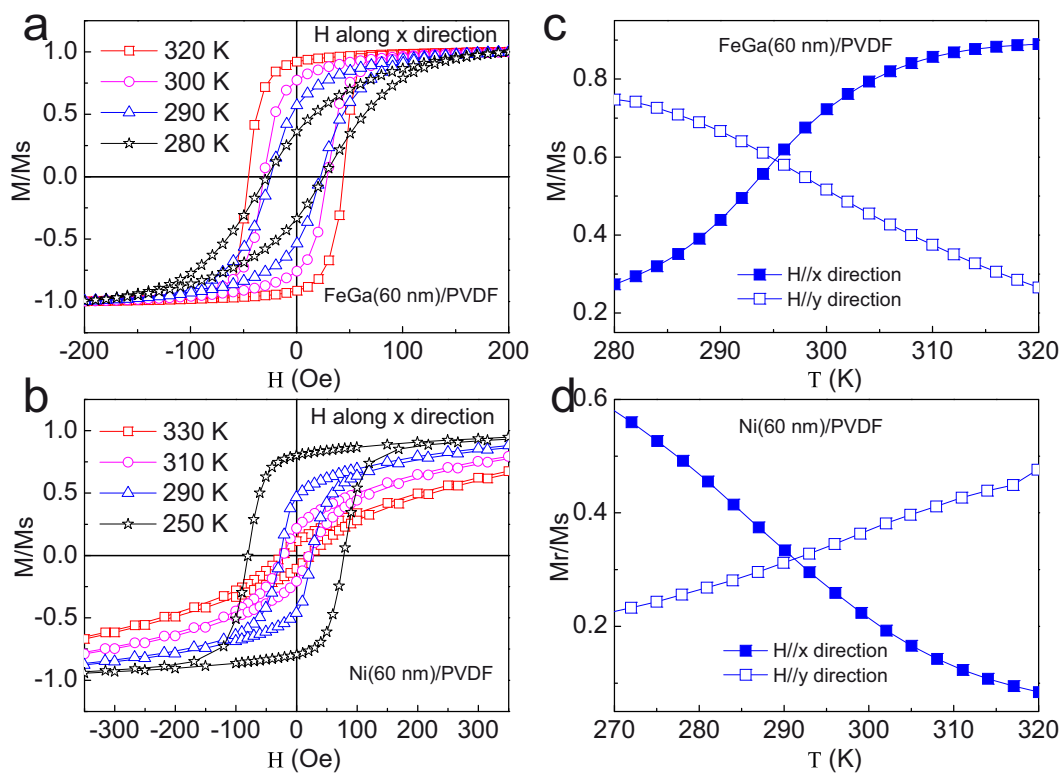 a
H along x direction
320 K
300 K
290 K
280 K
FeGa(60 nm)/PVDF
M/Ms
1.0
0.5
0.0
-0.5
-1.0
-200 -100 0 100 200
H (Oe)
c
FeGa(60 nm)/PVDF
H//x direction
H//y direction
M/Ms
0.8
0.6
0.4
0.2
280 290 300 310 320
T (K)
b
H along x direction
330 K
310 K
290 K
250 K
Ni(60 nm)/PVDF
M/Ms
1.0
0.5
0.0
-0.5
-1.0
-300 -200 -100 0 100 200 300
H (Oe)
d
Ni(60 nm)/PVDF
H//x direction
H//y direction
Mr/Ms
0.6
0.4
0.2
270 280 290 300 310 320
T (K)